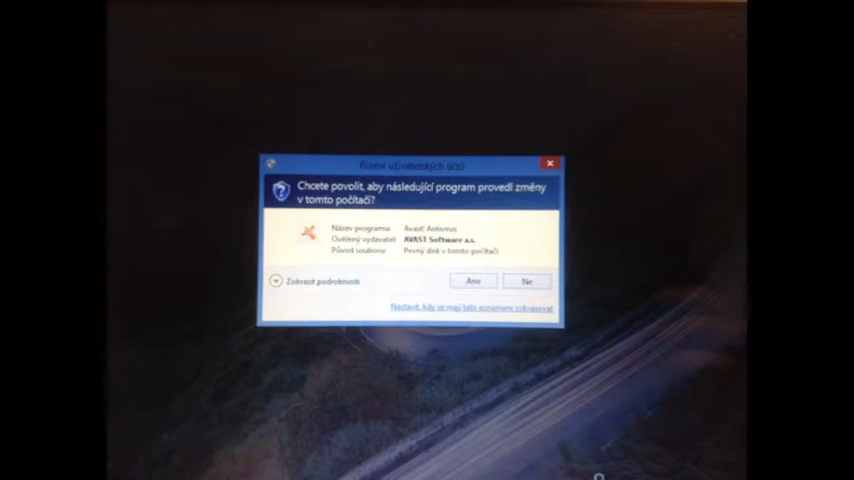 Řízení uživatelských účtů
Chcete povolit, aby následující program provedl změny
v tomto počítači?
Název programu: Avast! Antivirus
Ověřený vydavatel: AVAST Software a.s.
Původ souboru: Pevný disk v tomto počítači
Zobrazit podrobnosti
Ano
Ne
Nastavit, kdy se mají tato oznámení zobrazovat